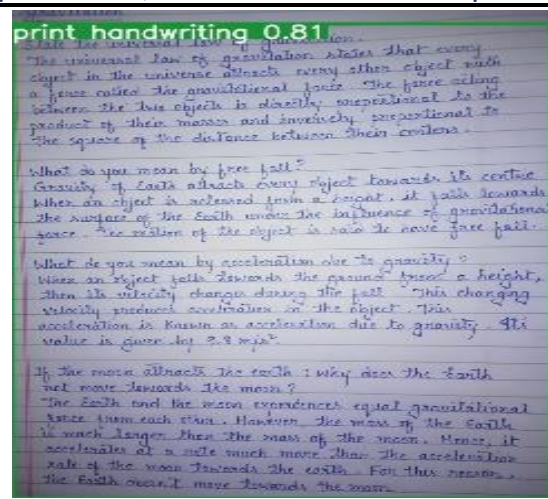 gravitation
print handwriting 0.81
State the universal law of gravitation.
The universal law of gravitation states that every
object in the universe attracts every other object with
a force called the gravitational force. The force acting
between the two objects is directly proportional to the
product of their masses and inversely proportional to
the square of the distance between their centers.
What do you mean by free fall?
Gravity of Earth attracts every object towards its centre
When an object is released from a height, it falls towards
the surface of the Earth under the influence of gravitational
force. The motion of the object is said to have free fall.
What do you mean by acceleration due to gravity?
When an object falls towards the ground from a height,
then its velocity changes during the fall. This changing
velocity produces acceleration in the object. This
acceleration is known as acceleration due to gravity. Its
value is given by 9.8 m/s².
If the moon attracts the earth, why does the Earth
not move towards the moon?
The Earth and the moon experiences equal gravitational
force from each other. However, the mass of the Earth
is much larger then the mass of the moon. Hence, it
accelerates at a rate much more than the acceleration
rate of the moon towards the earth. For this reason,
the Earth doesn't move towards the moon.